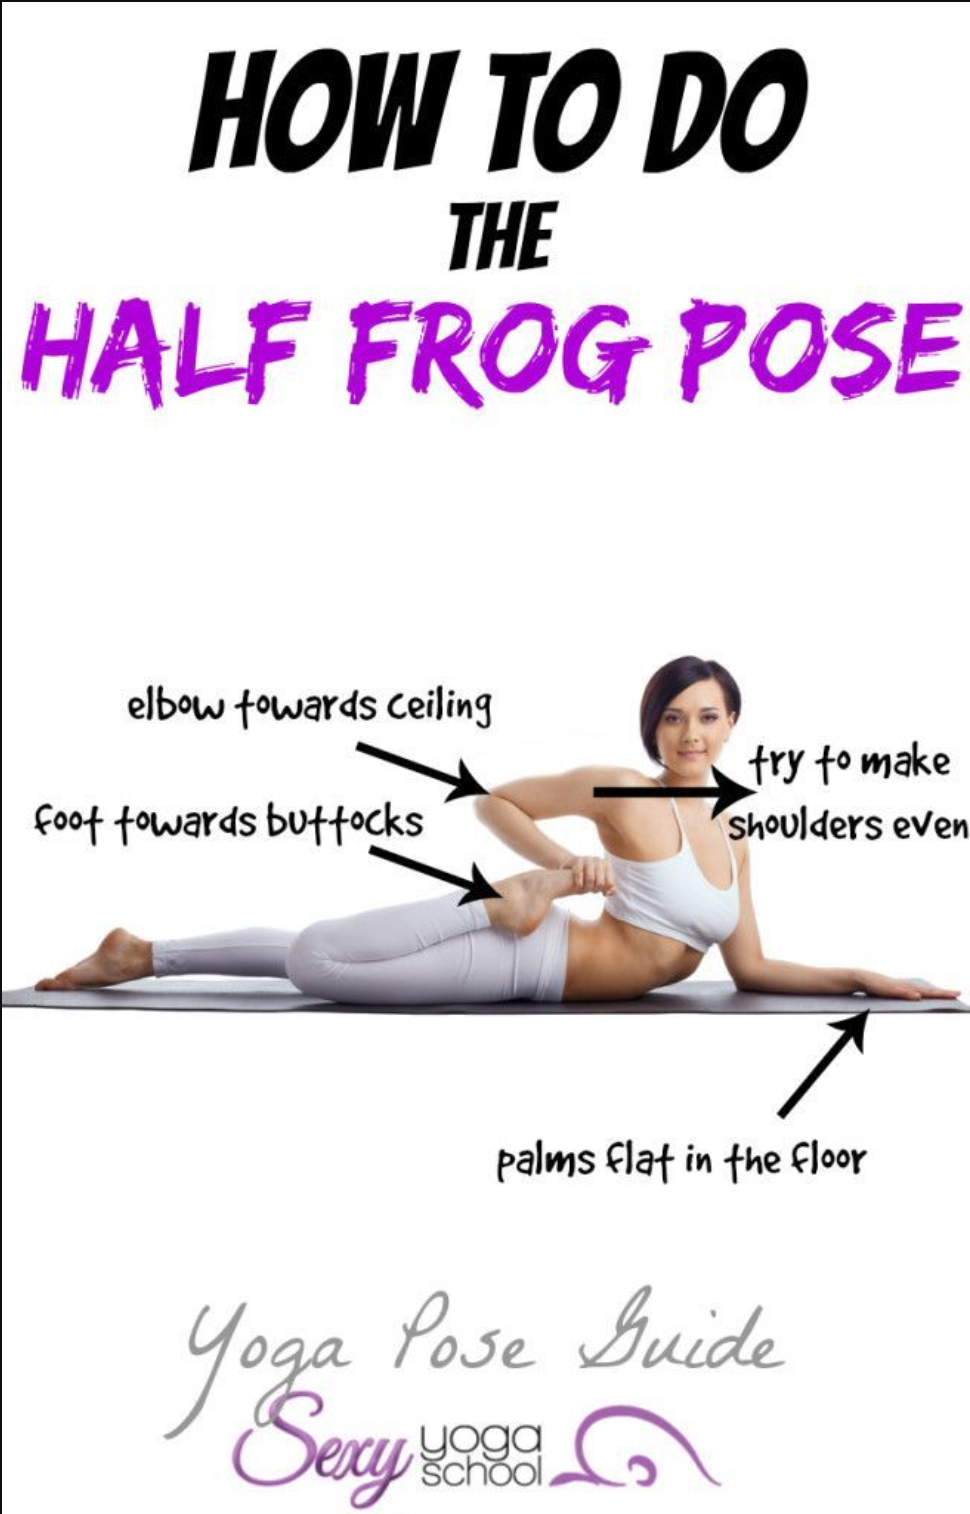 HOW TO DO
THE
HALF FROG POSE
elbow towards ceiling
try to make
shoulders even
foot towards buttocks
palms flat in the floor
Yoga Pose Guide
Sexy yoga
school